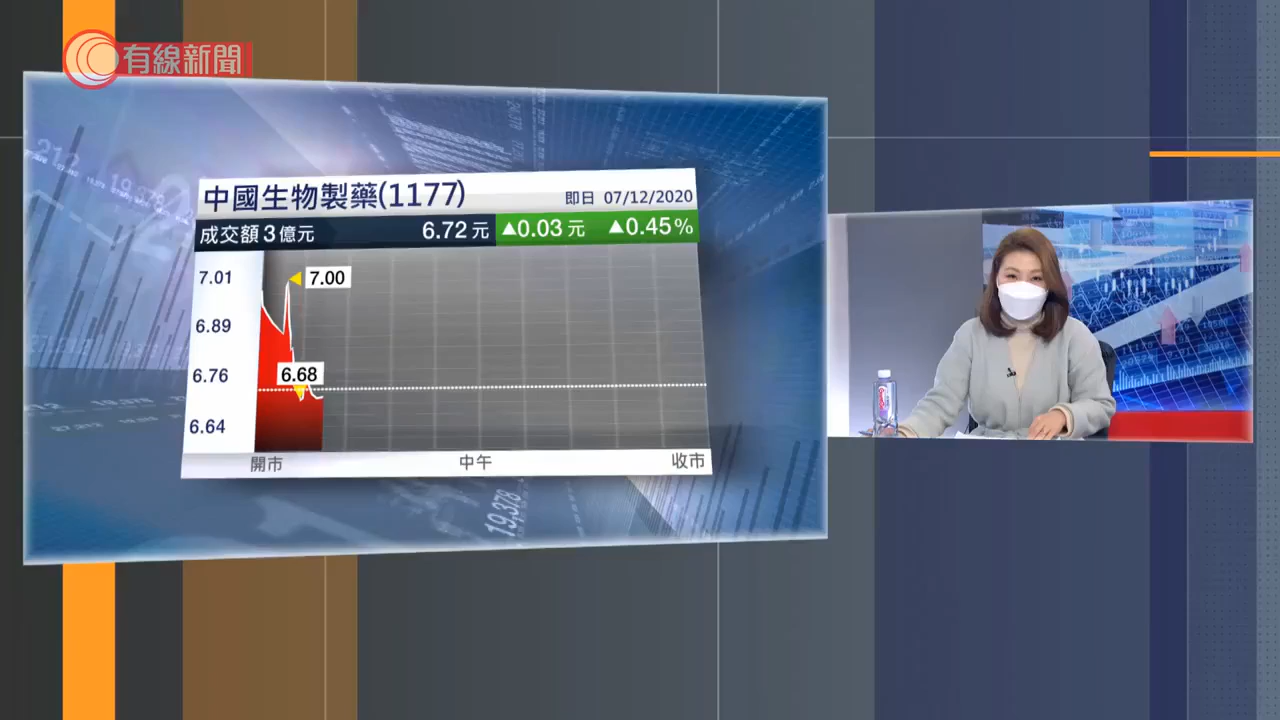 有線新聞
中國生物製藥(1177)
即日 07/12/2020
成交額 3 億元 6.72 元 ▲0.03 元 ▲0.45%
7.01
7.00
6.89
6.76
6.68
6.64
開市 中午 收市
19,378